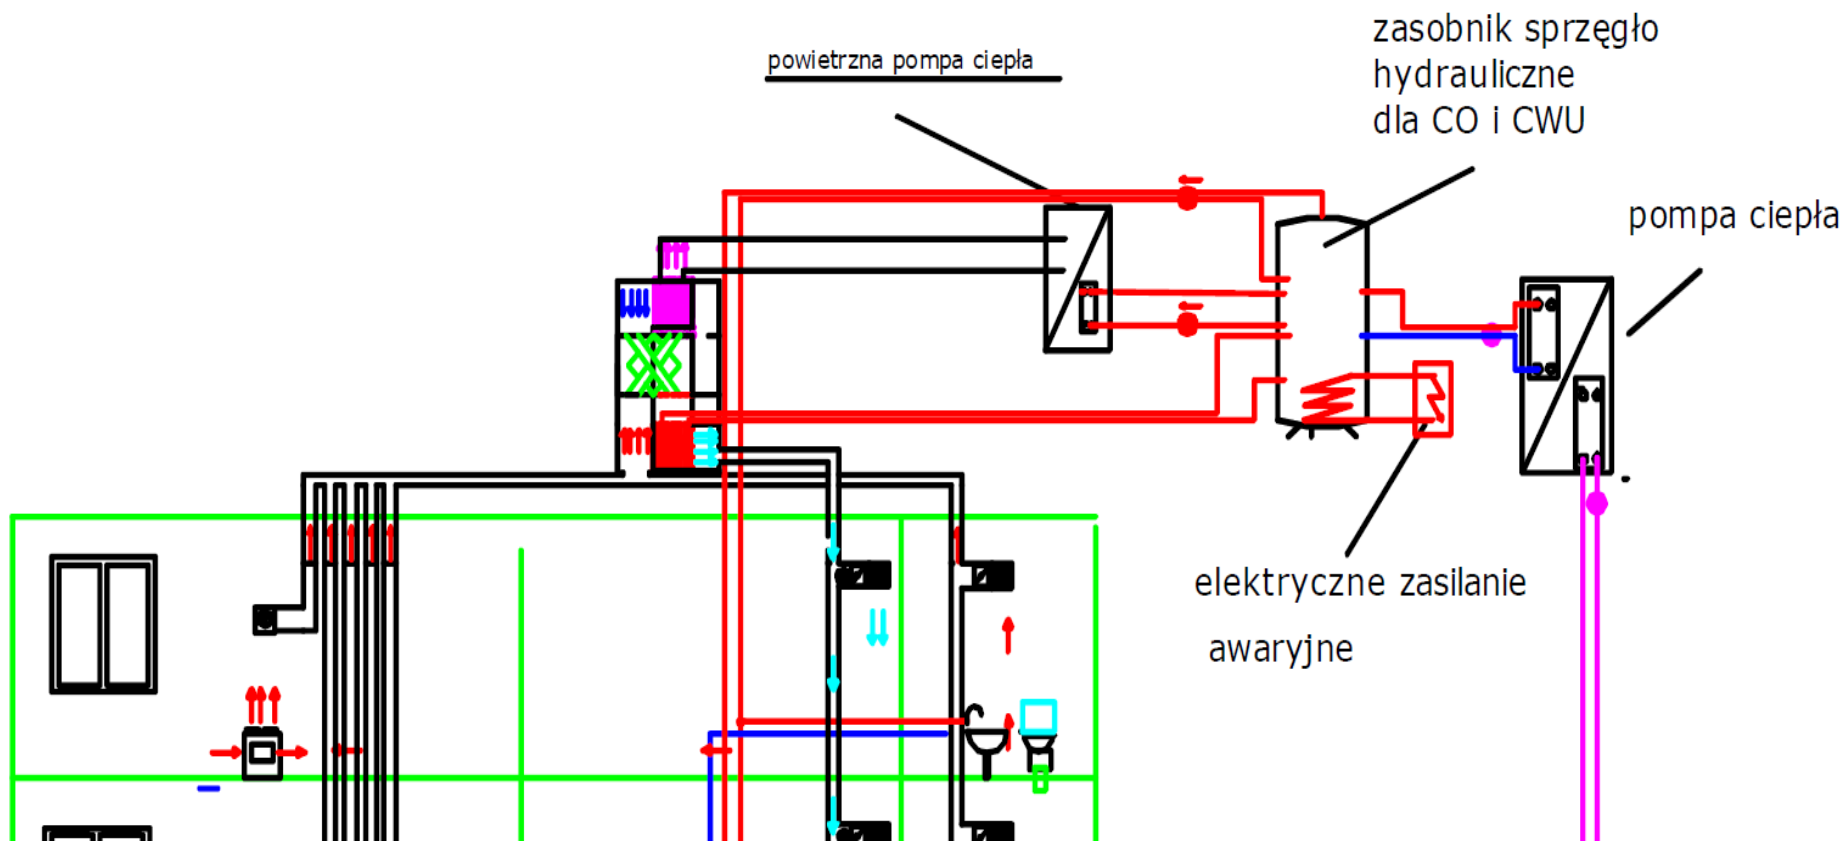 zasobnik sprzęgło
hydrauliczne
dla CO i CWU
powietrzna pompa ciepła
pompa ciepła
elektryczne zasilanie
awaryjne